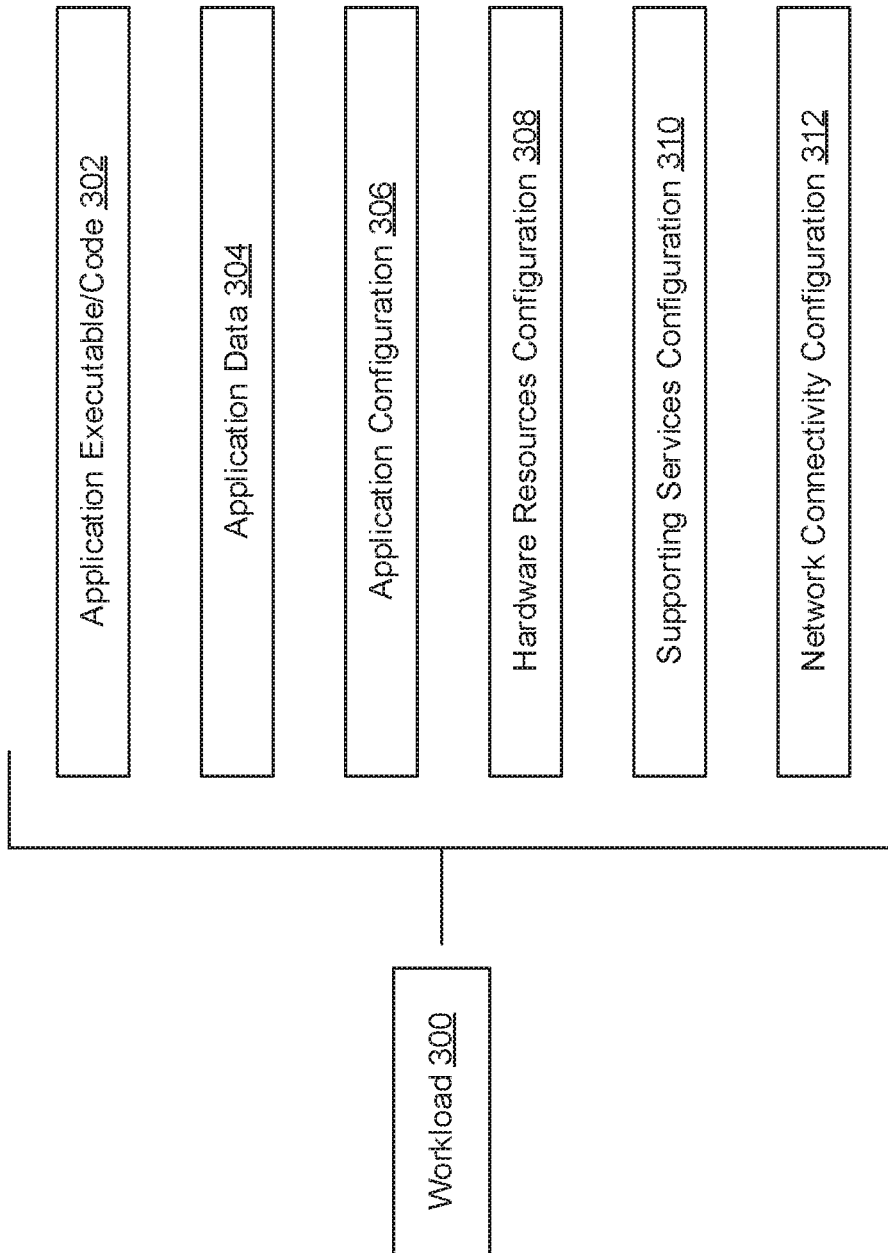 Workload 300
Application Executable/Code 302
Application Data 304
Application Configuration 306
Hardware Resources Configuration 308
Supporting Services Configuration 310
Network Connectivity Configuration 312